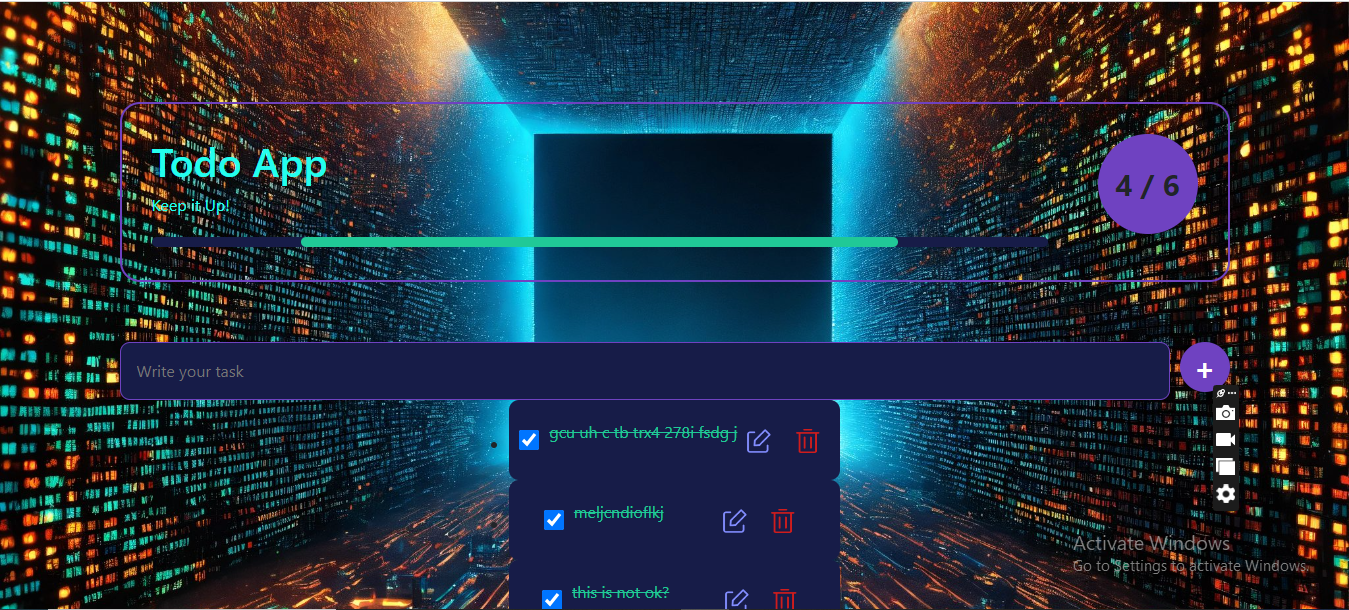 Todo App
Keep it Up!
4 / 6
Write your task
+
gcu uh c tb trx4 278i fsdg j
meljcndioflkj
this is not ok?
Activate Windows
Go to Settings to activate Windows.